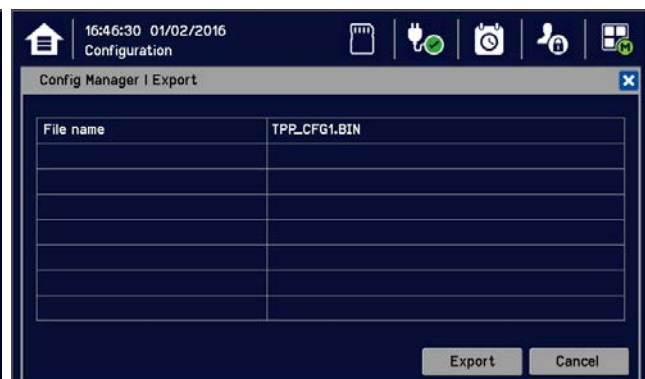 16:46:30 01/02/2016
Configuration
M
Config Manager | Export
File name TPP_CFG1.BIN
Export Cancel